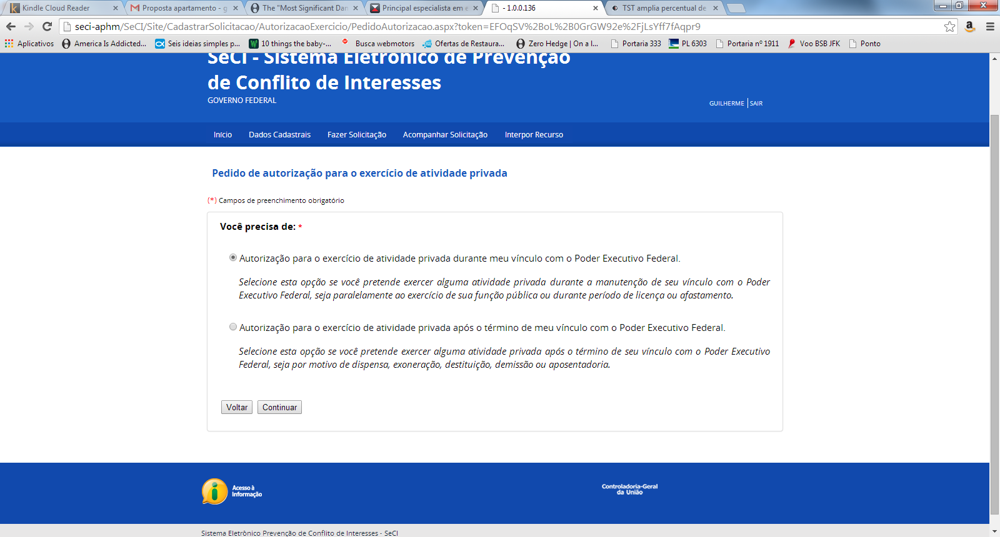 Kindle Cloud Reader
Proposta apartamento - g
The "Most Significant Dan
Principal especialista em e
- 1.0.0.136
TST amplia percentual de
seci-aphm/SeCI/Site/CadastrarSolicitacao/AutorizacaoExercicio/PedidoAutorizacao.aspx?token=EFOqSV%2BoL%2B0GrGW92e%2FjLsYff7fAqpr9
Aplicativos
America Is Addicted...
Seis ideias simples p...
10 things the baby-...
Busca webmotors
Ofertas de Restaura...
Zero Hedge | On a l...
Portaria 333
PL 6303
Portaria nº 1911
Voo BSB JFK
Ponto
SeCI - Sistema Eletrônico de Prevenção
de Conflito de Interesses
GOVERNO FEDERAL
GUILHERME | SAIR
Início
Dados Cadastrais
Fazer Solicitação
Acompanhar Solicitação
Interpor Recurso
Pedido de autorização para o exercício de atividade privada
(*) Campos de preenchimento obrigatório
Você precisa de: *
Autorização para o exercício de atividade privada durante meu vínculo com o Poder Executivo Federal.
Selecione esta opção se você pretende exercer alguma atividade privada durante a manutenção de seu vínculo com o Poder
Executivo Federal, seja paralelamente ao exercício de sua função pública ou durante período de licença ou afastamento.
Autorização para o exercício de atividade privada após o término de meu vínculo com o Poder Executivo Federal.
Selecione esta opção se você pretende exercer alguma atividade privada após o término de seu vínculo com o Poder Executivo
Federal, seja por motivo de dispensa, exoneração, destituição, demissão ou aposentadoria.
Voltar
Continuar
Acesso à
Informação
Controladoria-Geral
da União
Sistema Eletrônico Prevenção de Conflito de Interesses - SeCI